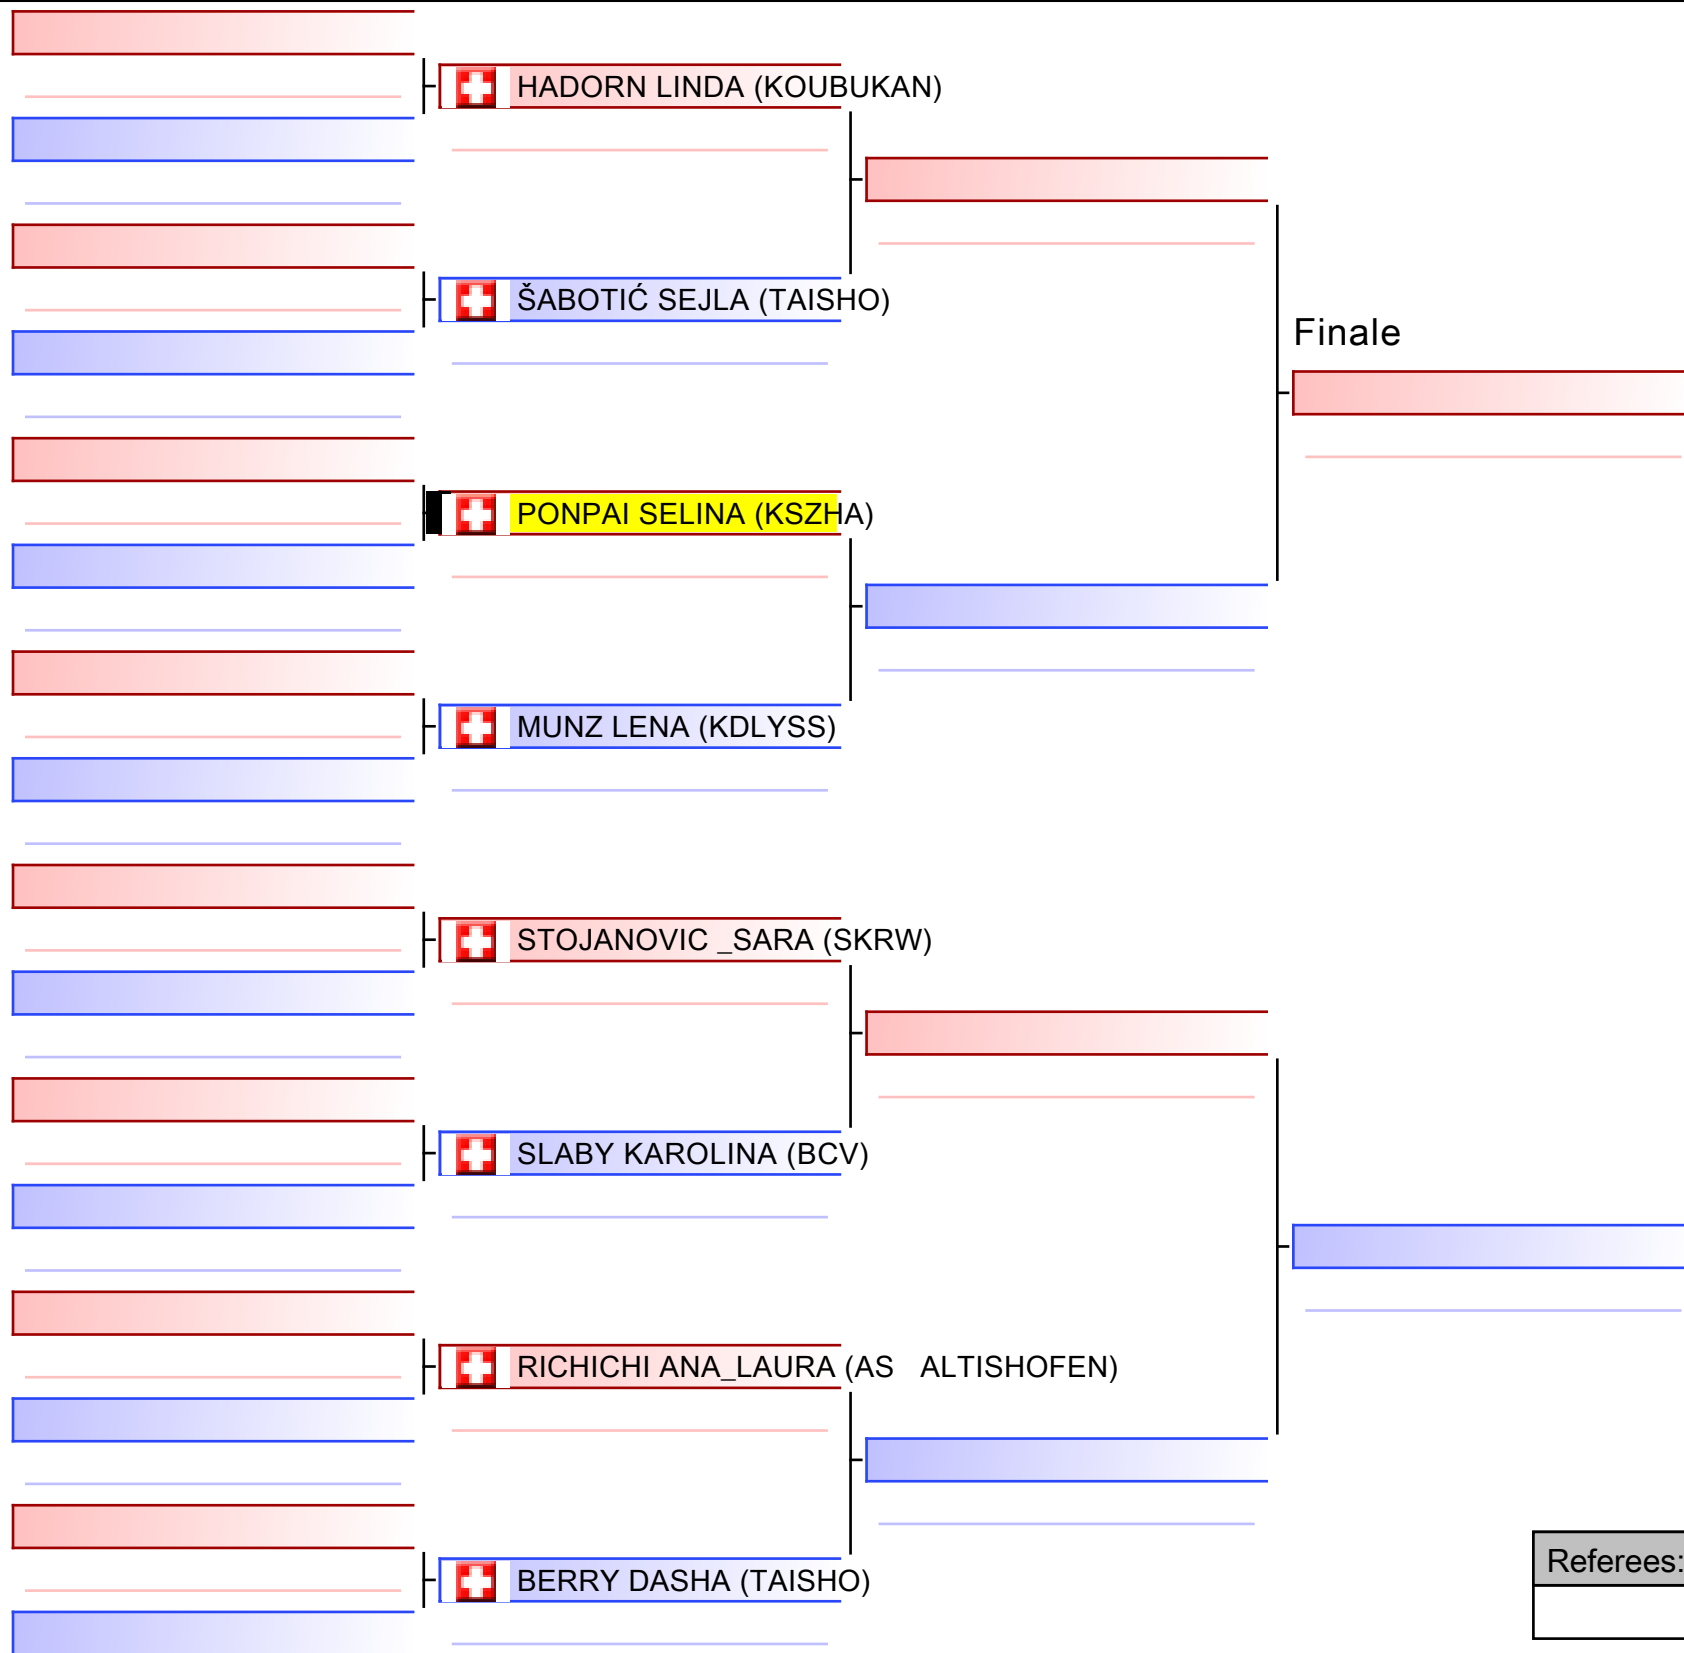 HADORN LINDA (KOUBUKAN)
ŠABOTIĆ SEJLA (TAISHO)
Finale
PONPAI SELINA (KSZHA)
MUNZ LENA (KDLYSS)
STOJANOVIC _SARA (SKRW)
SLABY KAROLINA (BCV)
RICHICHI ANA_LAURA (AS ALTISHOFEN)
Referees:
BERRY DASHA (TAISHO)